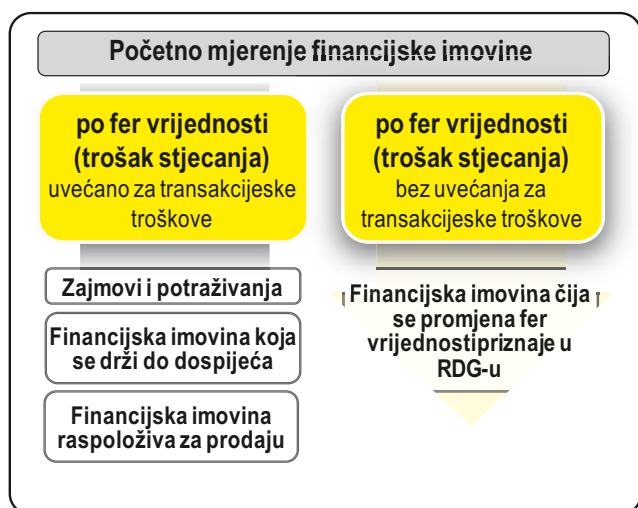 Početno mjerenje financijske imovine
po fer vrijednosti
(trošak stjecanja)
uvećano za transakcijeske
troškove
Zajmovi i potraživanja
Financijska imovina koja
se drži do dospijeća
Financijska imovina
raspoloživa za prodaju
po fer vrijednosti
(trošak stjecanja)
bez uvećanja za
transakcijeske troškove
Financijska imovina čija
se promjena fer
vrijednostipriznaje u
RDG-u